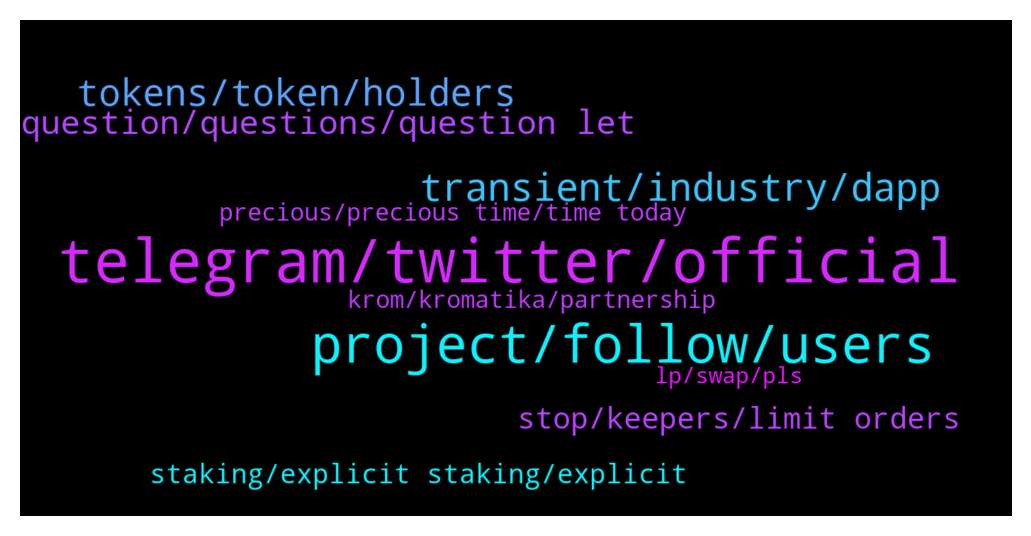 tokens/token/holders
question/questions/question let
transient/industry/dapp
precious/precious time/time today
telegram/twitter/official
krom/kromatika/partnership
project/follow/users
lp/swap/pls
stop/keepers/limit orders
staking/explicit staking/explicit